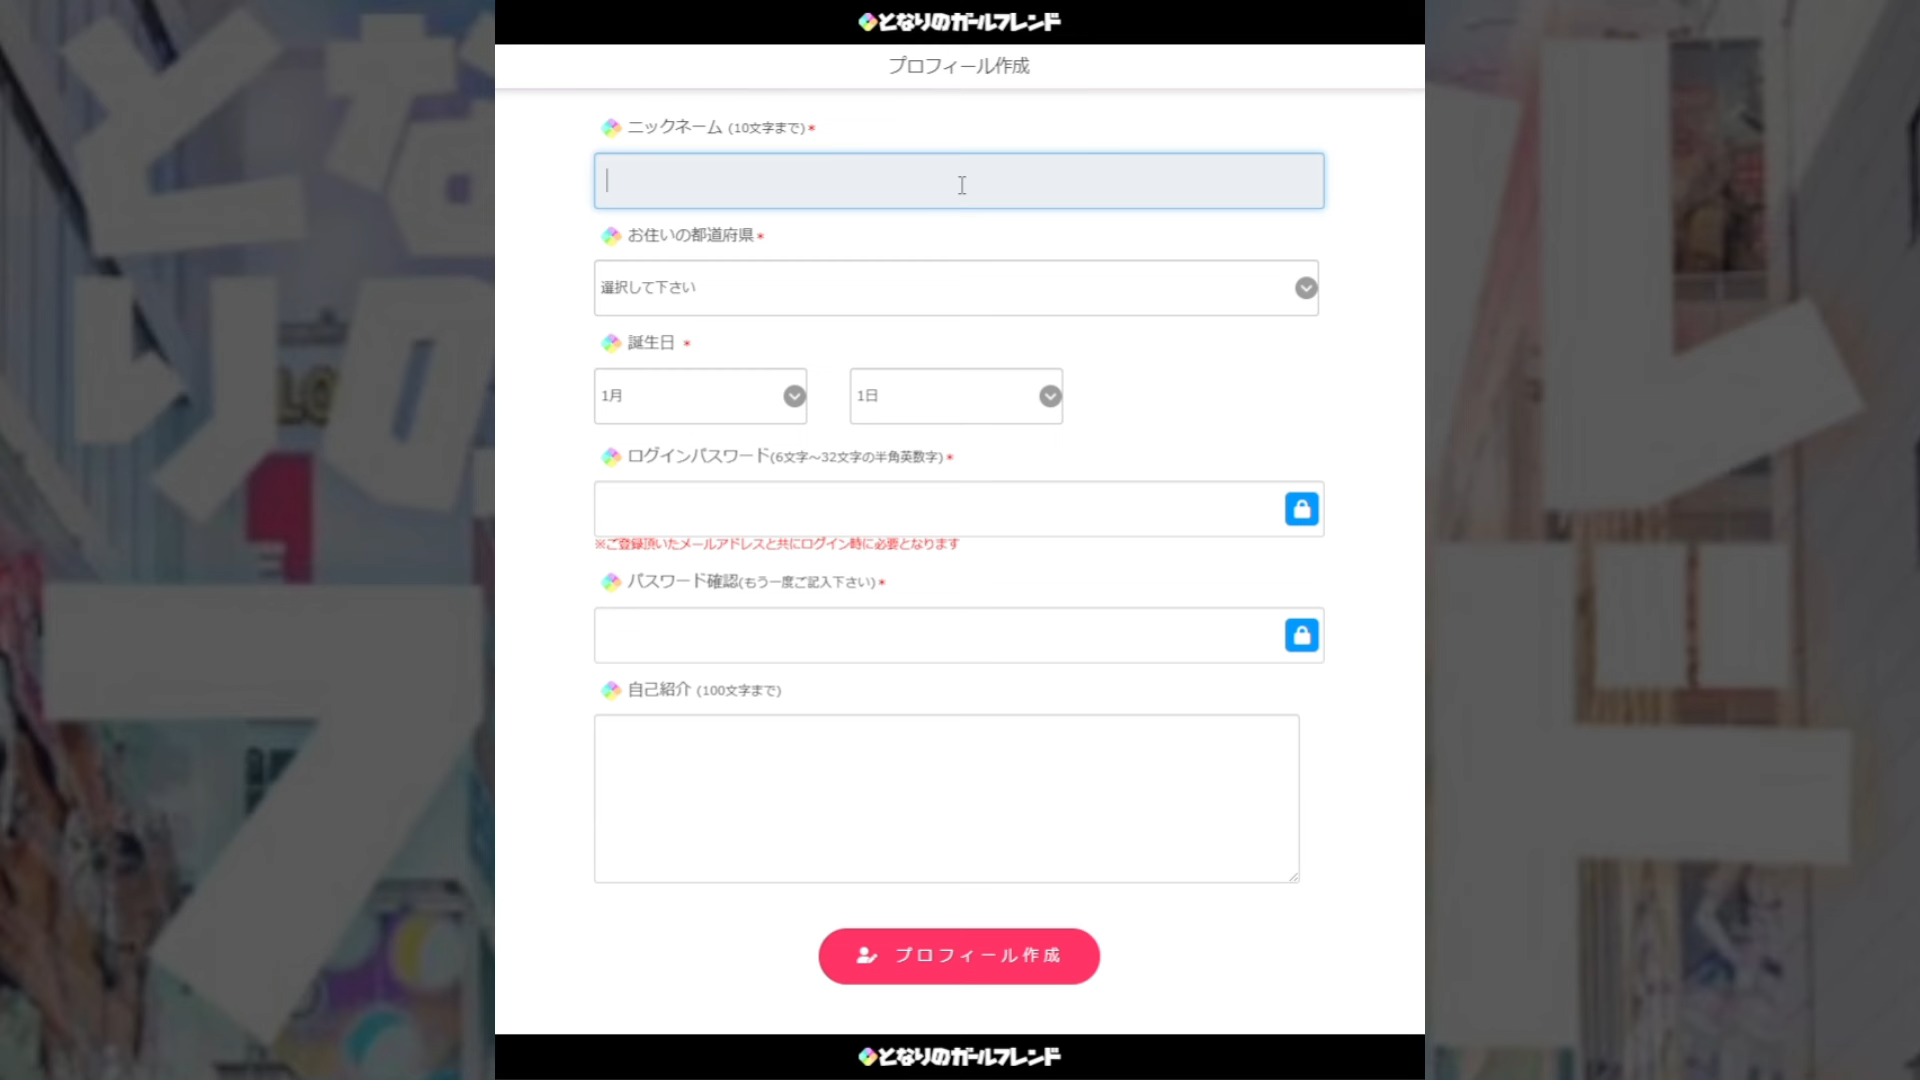 となりのガールフレンド
プロフィール作成
ニックネーム (10文字まで)*
お住いの都道府県*
選択して下さい
誕生日 *
1月 1日
ログインパスワード(6文字～32文字の半角英数字)*
※ご登録頂いたメールアドレスと共にログイン時に必要となります
パスワード確認(もう一度ご記入下さい)*
自己紹介 (100文字まで)
プロフィール作成
となりのガールフレンド